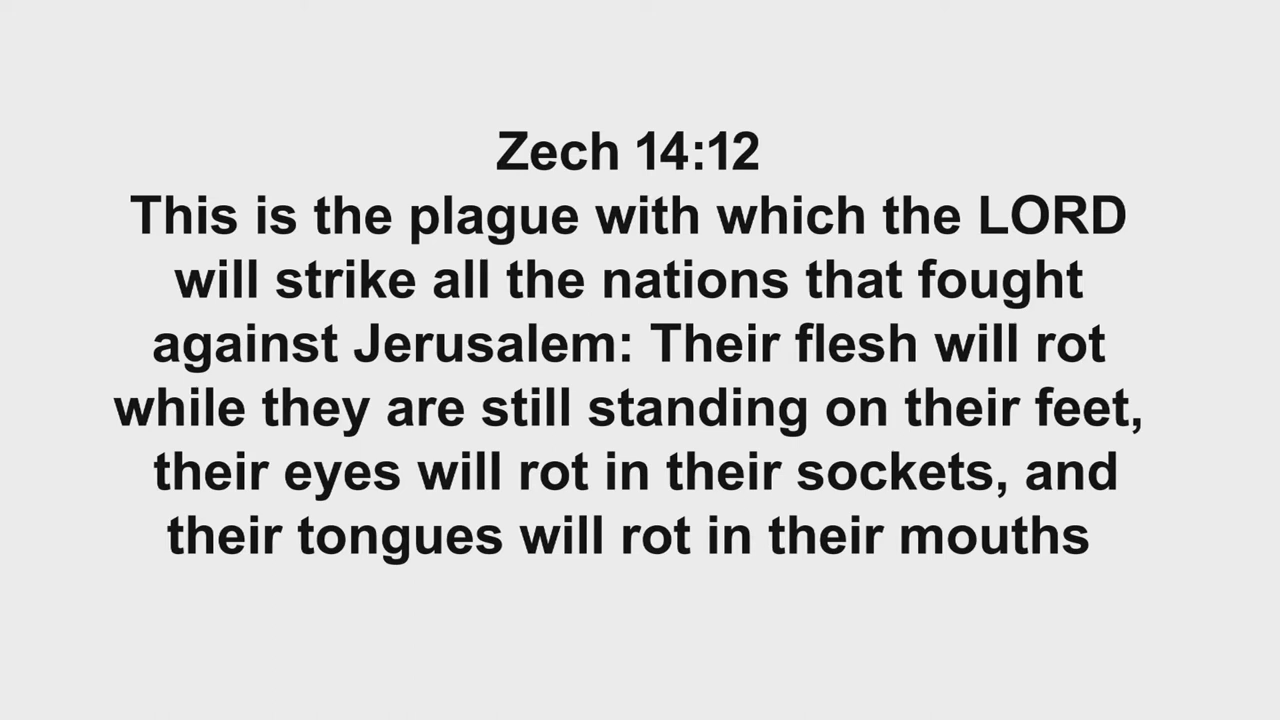 Zech 14:12
This is the plague with which the LORD
will strike all the nations that fought
against Jerusalem: Their flesh will rot
while they are still standing on their feet,
their eyes will rot in their sockets, and
their tongues will rot in their mouths